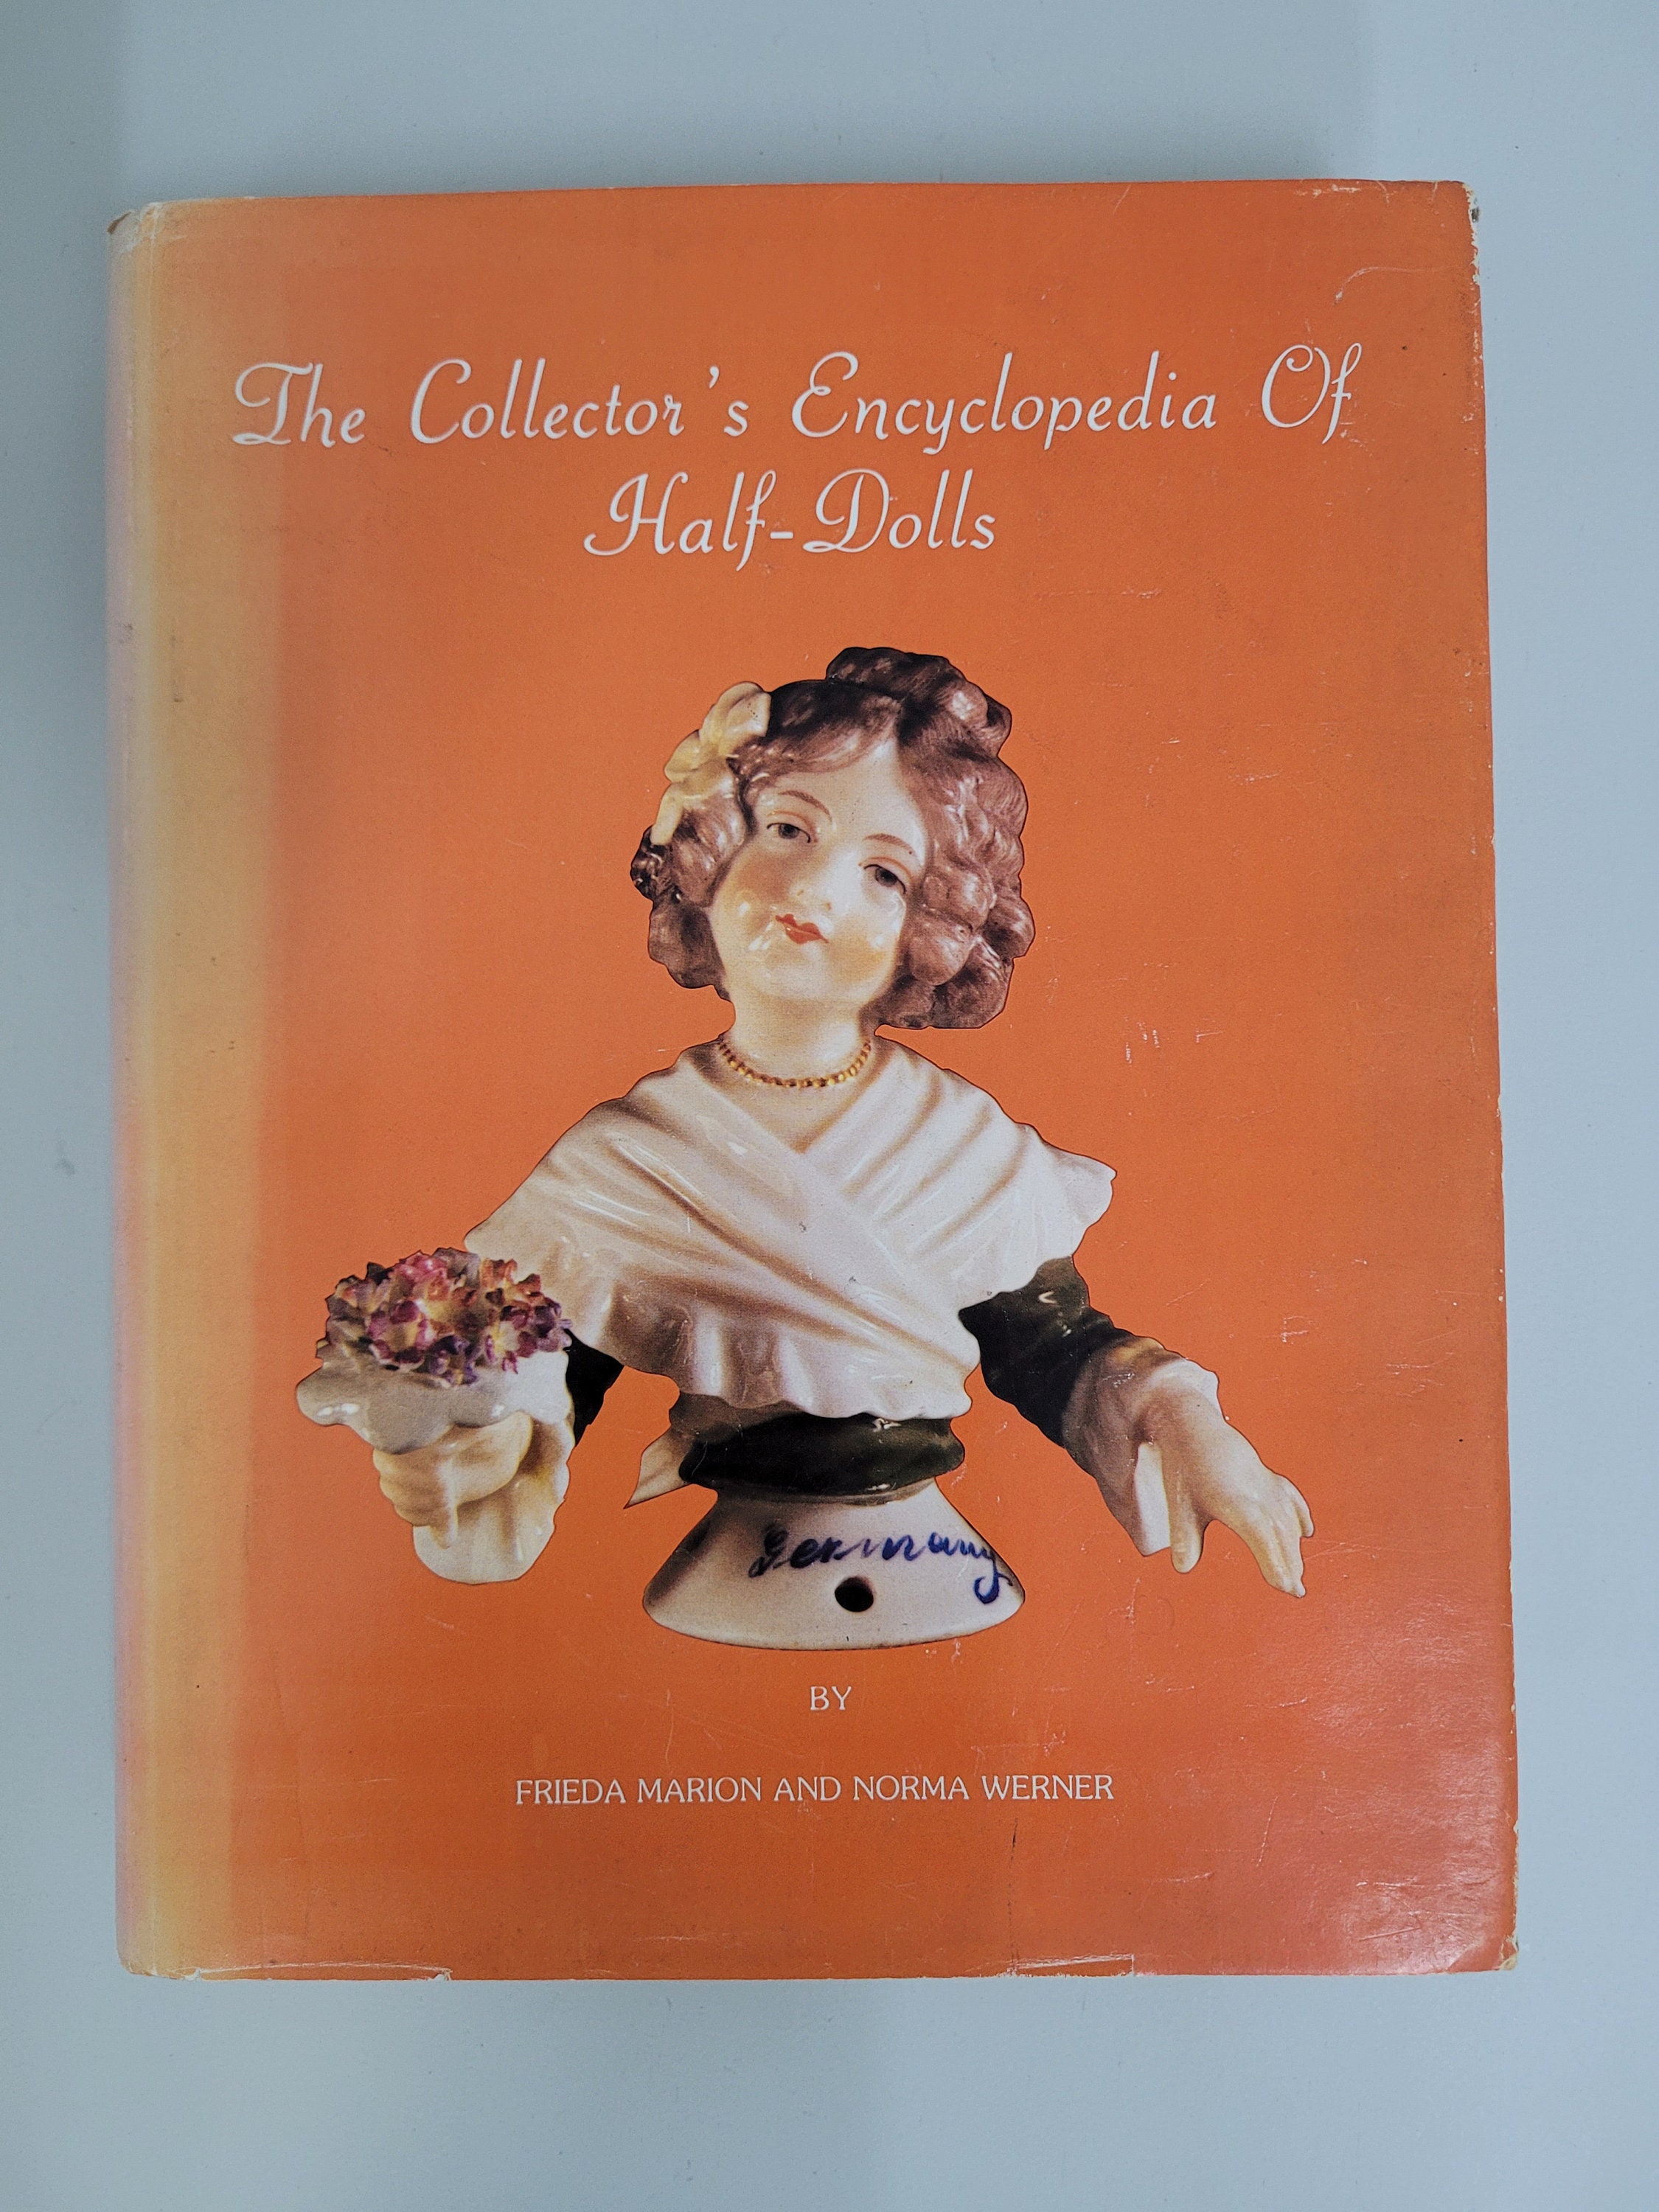 The Collector's Encyclopedia Of
Half-Dolls
Germany
BY
FRIEDA MARION AND NORMA WERNER